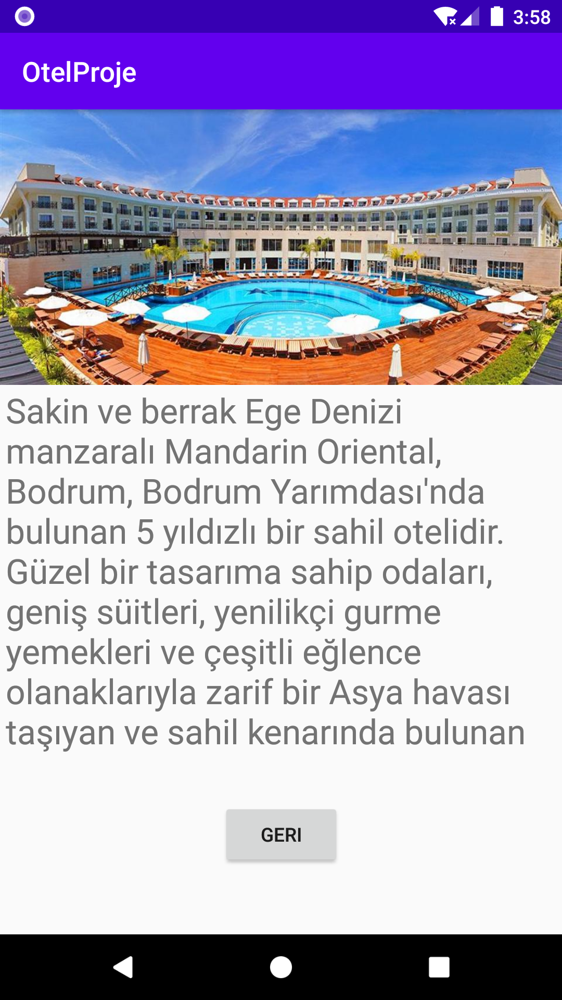 3:58
OtelProje
Sakin ve berrak Ege Denizi
manzaralı Mandarin Oriental,
Bodrum, Bodrum Yarımdası'nda
bulunan 5 yıldızlı bir sahil otelidir.
Güzel bir tasarıma sahip odaları,
geniş süitleri, yenilikçi gurme
yemekleri ve çeşitli eğlence
olanaklarıyla zarif bir Asya havası
taşıyan ve sahil kenarında bulunan
GERI